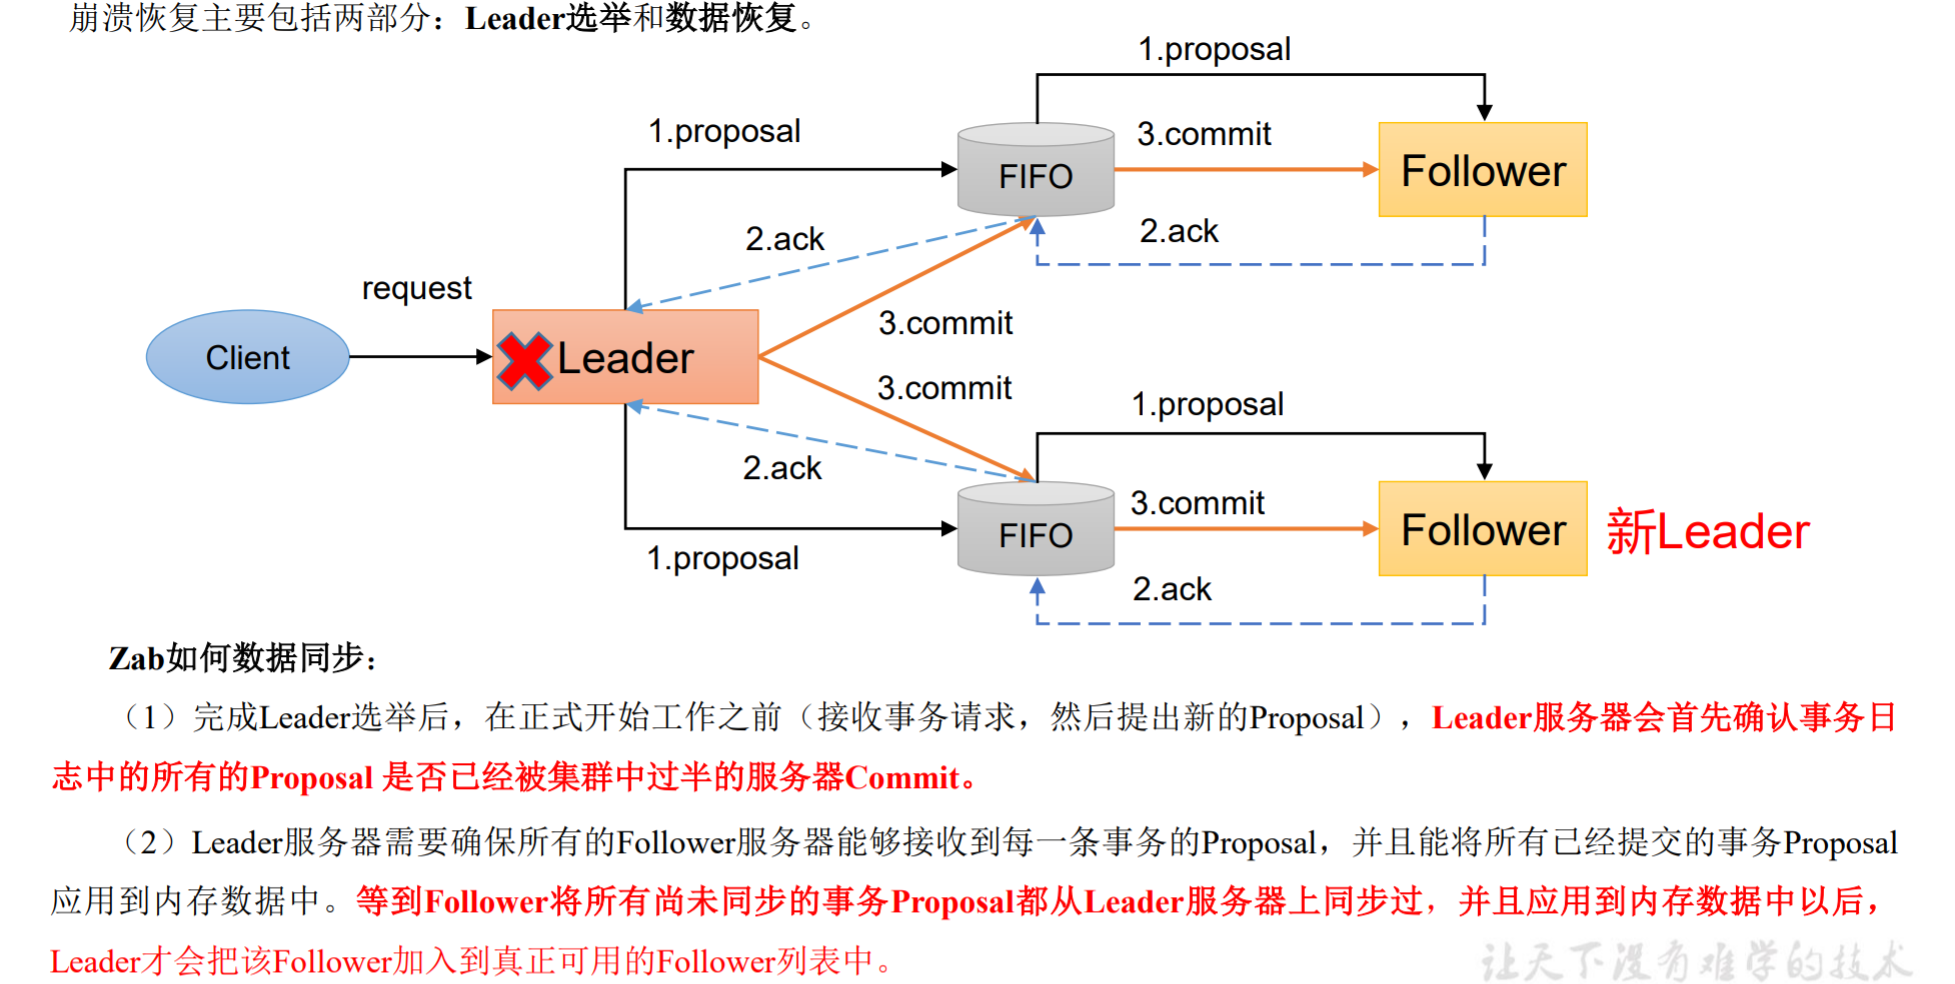 崩溃恢复主要包括两部分：Leader选举和数据恢复。
1.proposal
1.proposal
3.commit
FIFO
Follower
2.ack
2.ack
request
3.commit
Client
Leader
3.commit
1.proposal
2.ack
3.commit
FIFO
Follower
新Leader
1.proposal
2.ack
Zab如何数据同步：
（1）完成Leader选举后，在正式开始工作之前（接收事务请求，然后提出新的Proposal），Leader服务器会首先确认事务日
志中的所有的Proposal 是否已经被集群中过半的服务器Commit。
（2）Leader服务器需要确保所有的Follower服务器能够接收到每一条事务的Proposal，并且能将所有已经提交的事务Proposal
应用到内存数据中。等到Follower将所有尚未同步的事务Proposal都从Leader服务器上同步过，并且应用到内存数据中以后，
Leader才会把该Follower加入到真正可用的Follower列表中。
让天下没有难学的技术